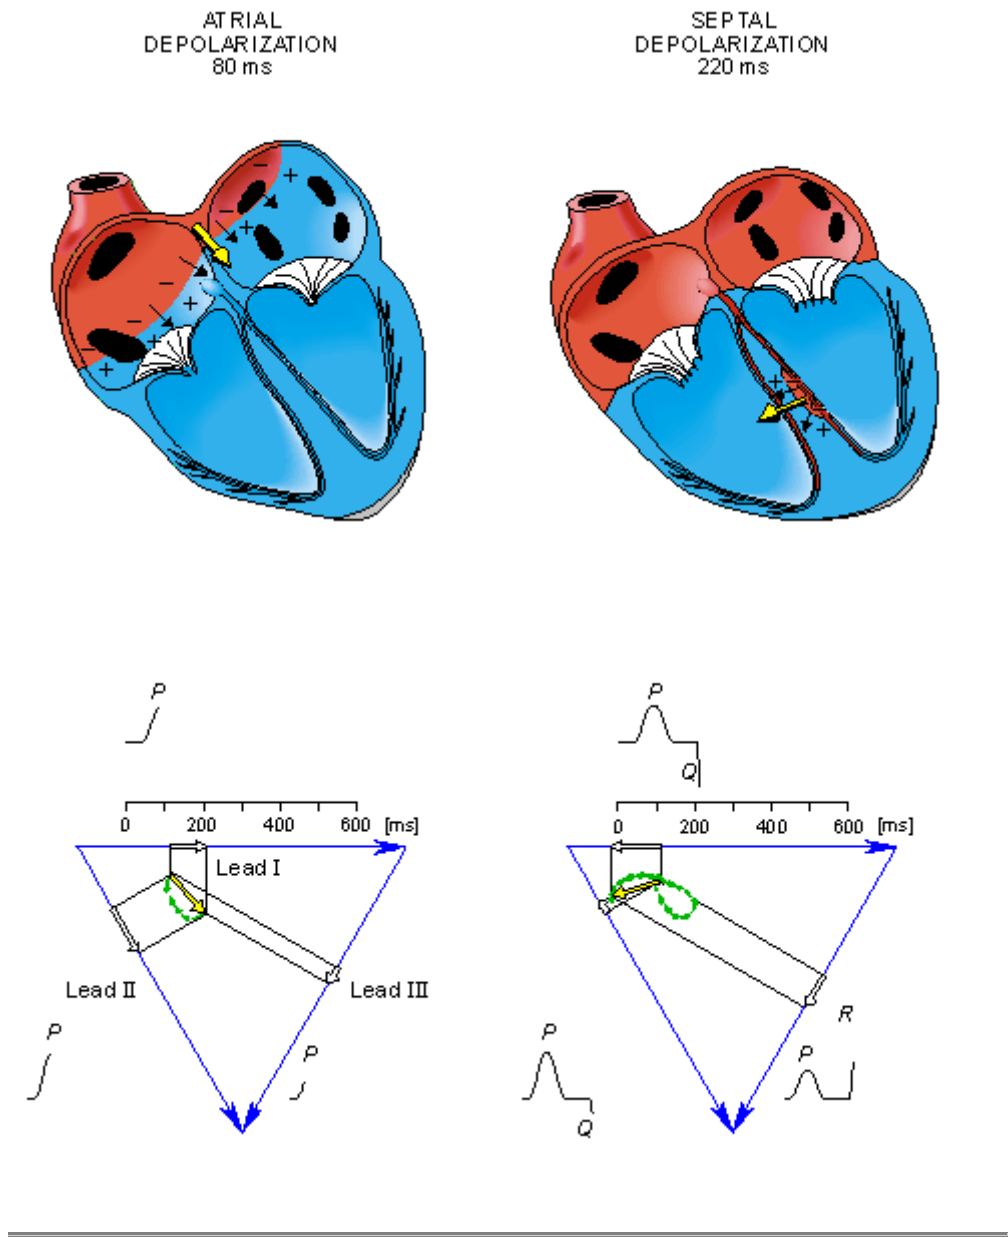 ATRIAL
DEPOLARIZATION
80 ms
SEPTAL
DEPOLARIZATION
220 ms
− +
− +
−
− +
− +
− +
+ −
+
P
P
Q
0 200 400 600 [ms]
0 200 400 600 [ms]
Lead I
Lead II
Lead III
R
P
P
P
Q
P